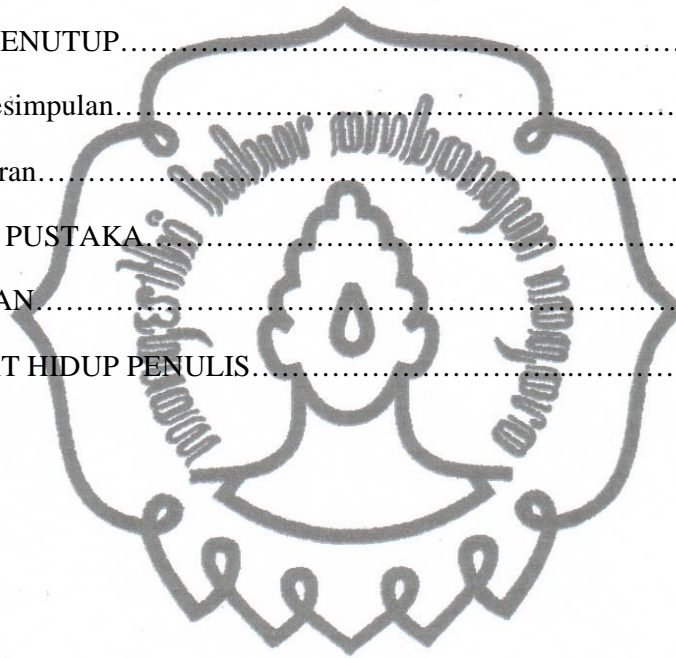 ENUTUP……………………………………………………
esimpulan……………………………………………………
ran……………………………………………………………
PUSTAKA…………………………………………………
AN……………………………………………………………
T HIDUP PENULIS…………………………………………